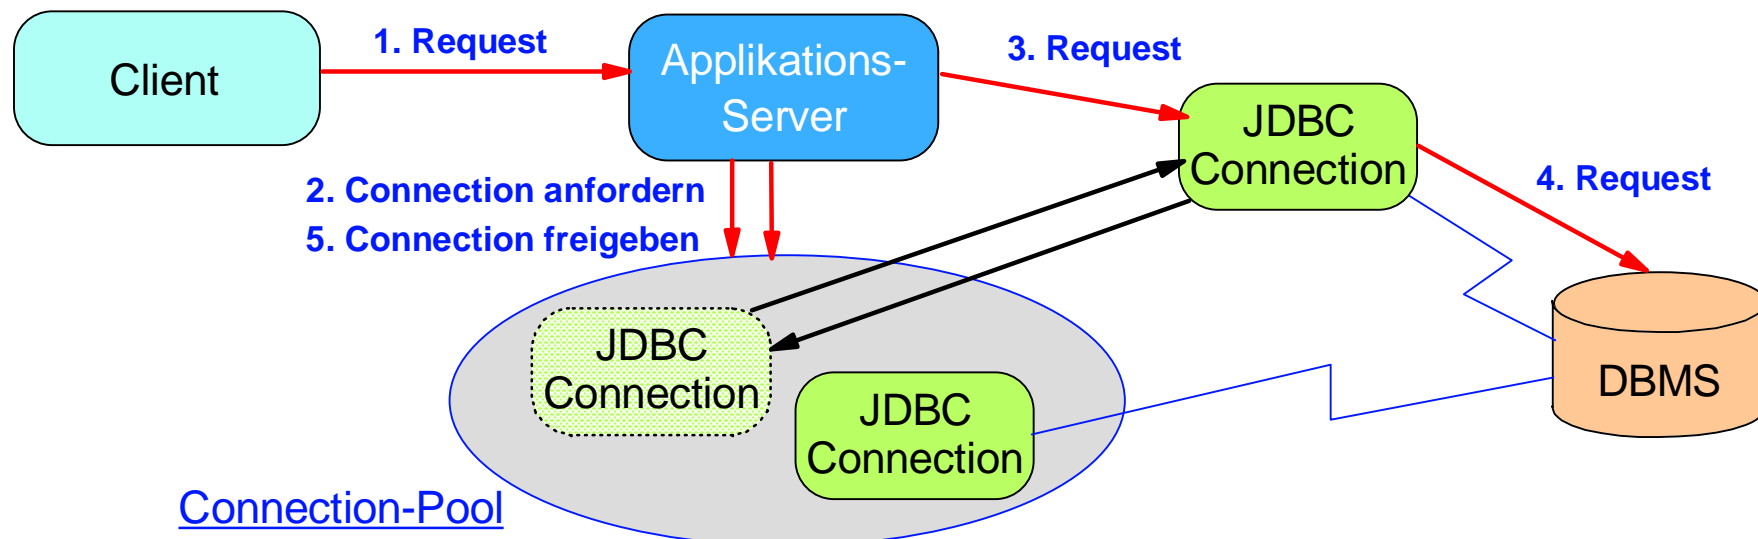 Client
1. Request
Applikations-
Server
3. Request
JDBC
Connection
4. Request
2. Connection anfordern
5. Connection freigeben
JDBC
Connection
JDBC
Connection
DBMS
Connection-Pool